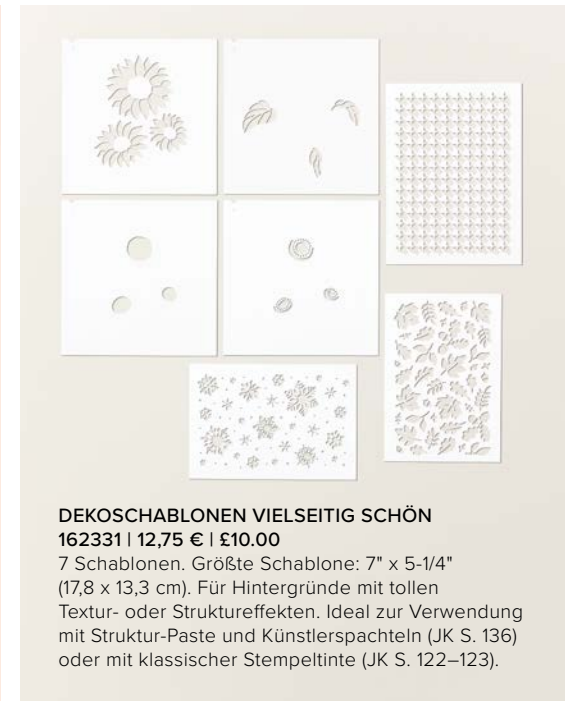 DEKOSCHABLONEN VIELSEITIG SCHÖN
162331 | 12,75 € | £10.00
7 Schablonen. Größte Schablone: 7" x 5-1/4"
(17,8 x 13,3 cm). Für Hintergründe mit tollen
Textur- oder Struktureffekten. Ideal zur Verwendung
mit Struktur-Paste und Künstlerspachteln (JK S. 136)
oder mit klassischer Stempeltinte (JK S. 122–123).